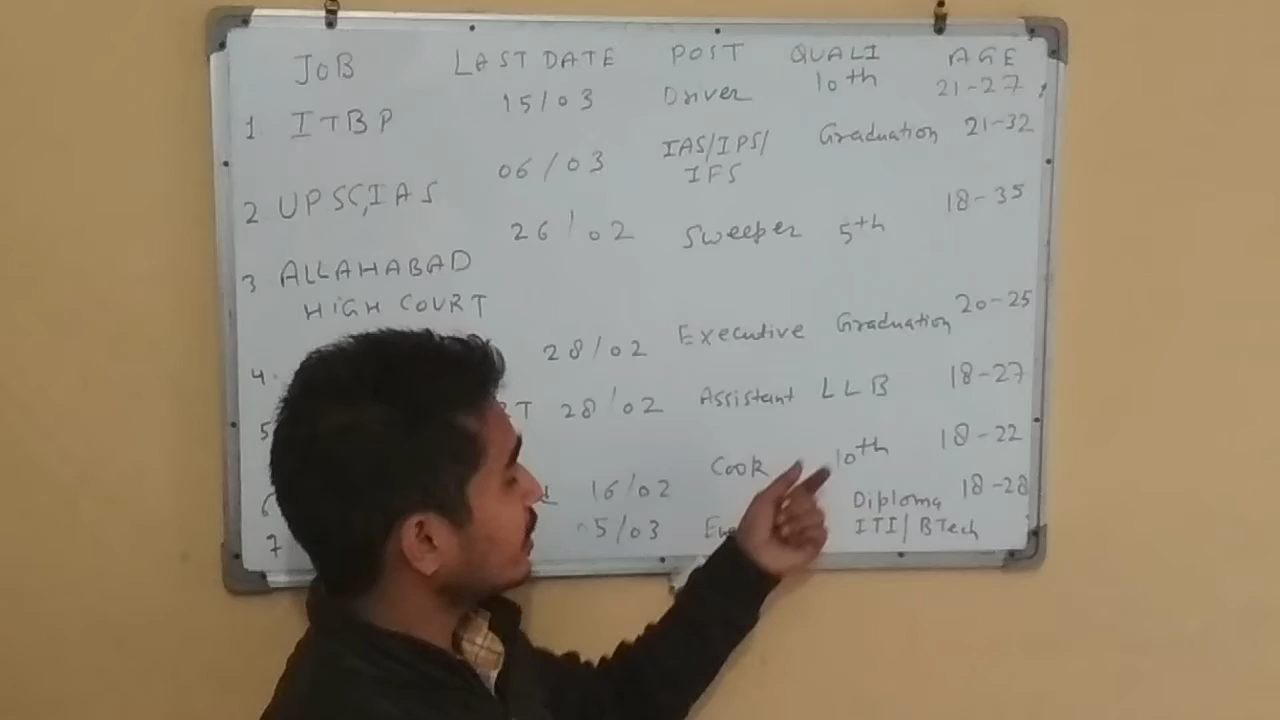 JOB LAST DATE POST QUALI AGE
1 ITBP 15/03 Driver 10th 21-27
2 UPSC,IAS 06/03 IAS/IPS/ Graduation 21-32
IFS
3 ALLAHABAD 26/02 Sweeper 5th 18-35
HIGH COURT
4 28/02 Executive Graduation 20-25
5 28/02 Assistant LLB 18-27
6 16/02 Cook 10th 18-22
7 05/03 Diploma 18-28
ITI/BTech